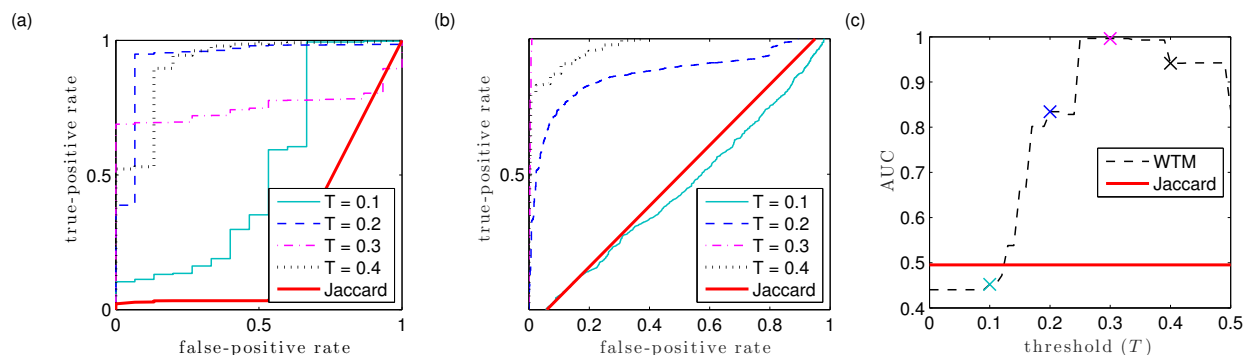 (a)
true-positive rate
1
0.5
0
0
0.5
1
false-positive rate
T = 0.1
T = 0.2
T = 0.3
T = 0.4
Jaccard
(b)
true-positive rate
0.5
0
0.2
0.4
0.6
0.8
1
false-positive rate
T = 0.1
T = 0.2
T = 0.3
T = 0.4
Jaccard
(c)
AUC
1
0.9
0.8
0.7
0.6
0.5
0.4
0
0.1
0.2
0.3
0.4
0.5
threshold (T)
WTM
Jaccard